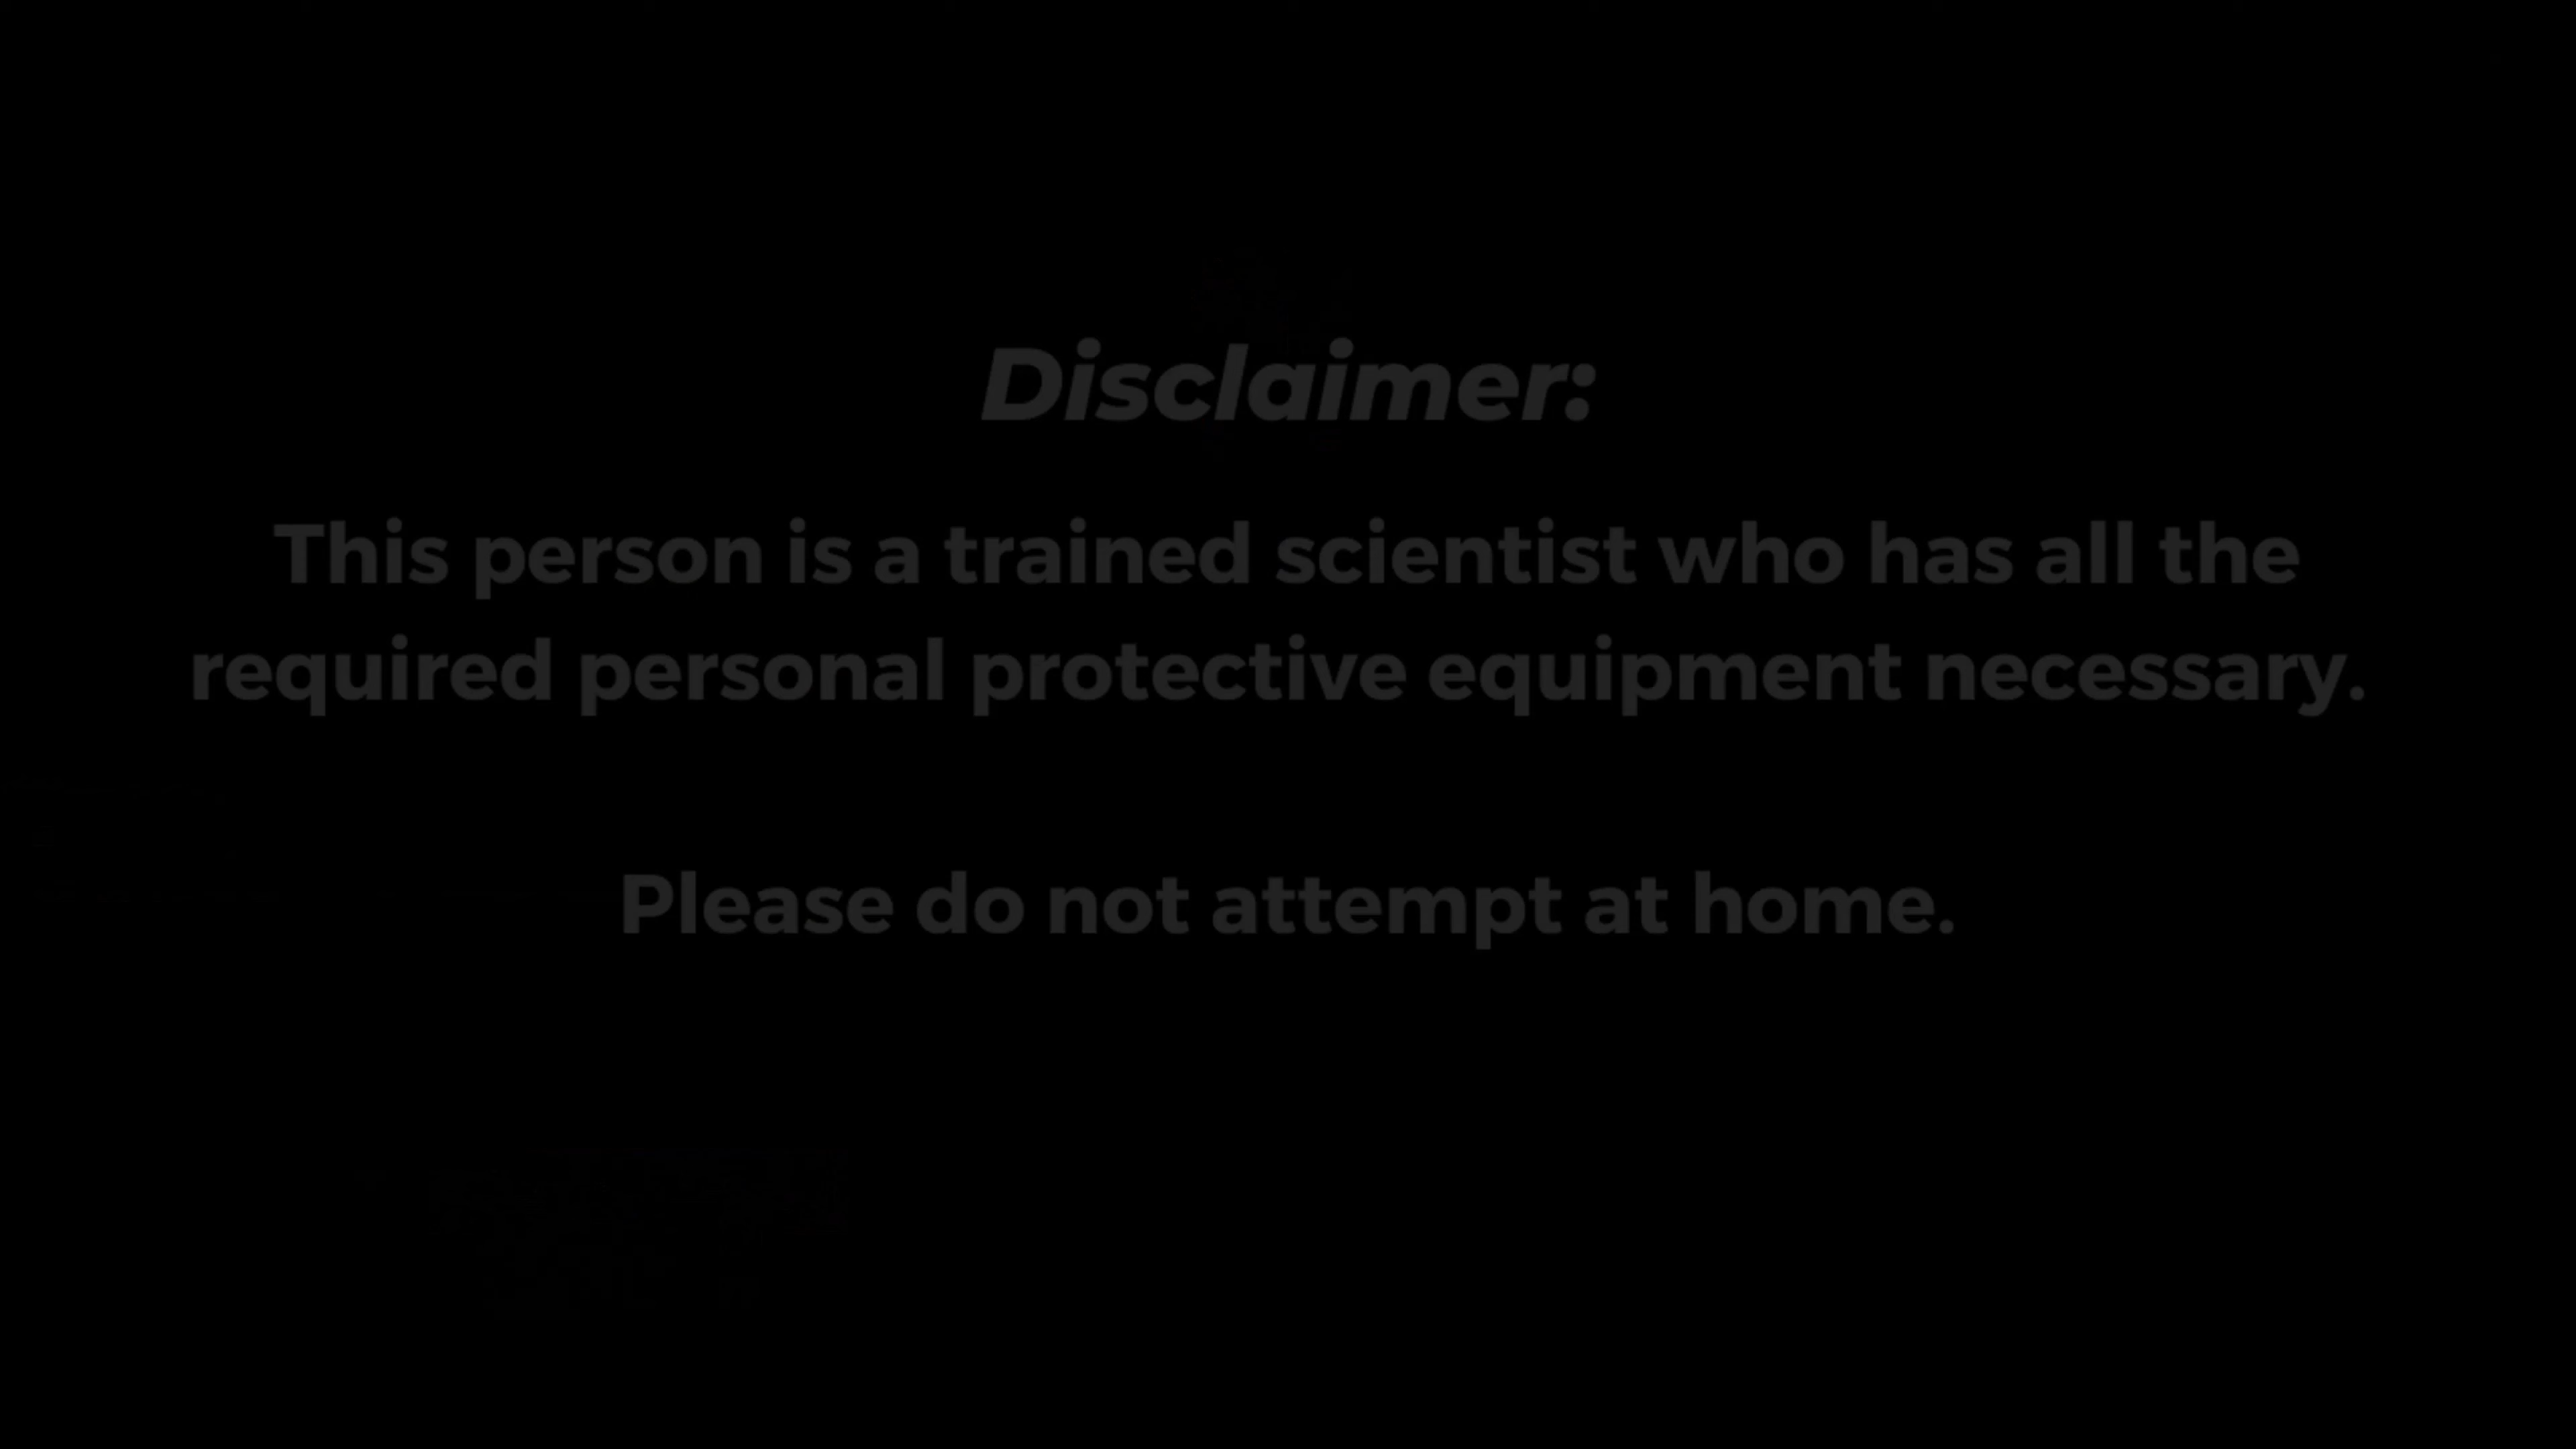 Disclaimer:
This person is a trained scientist who has all the
required personal protective equipment necessary.
Please do not attempt at home.